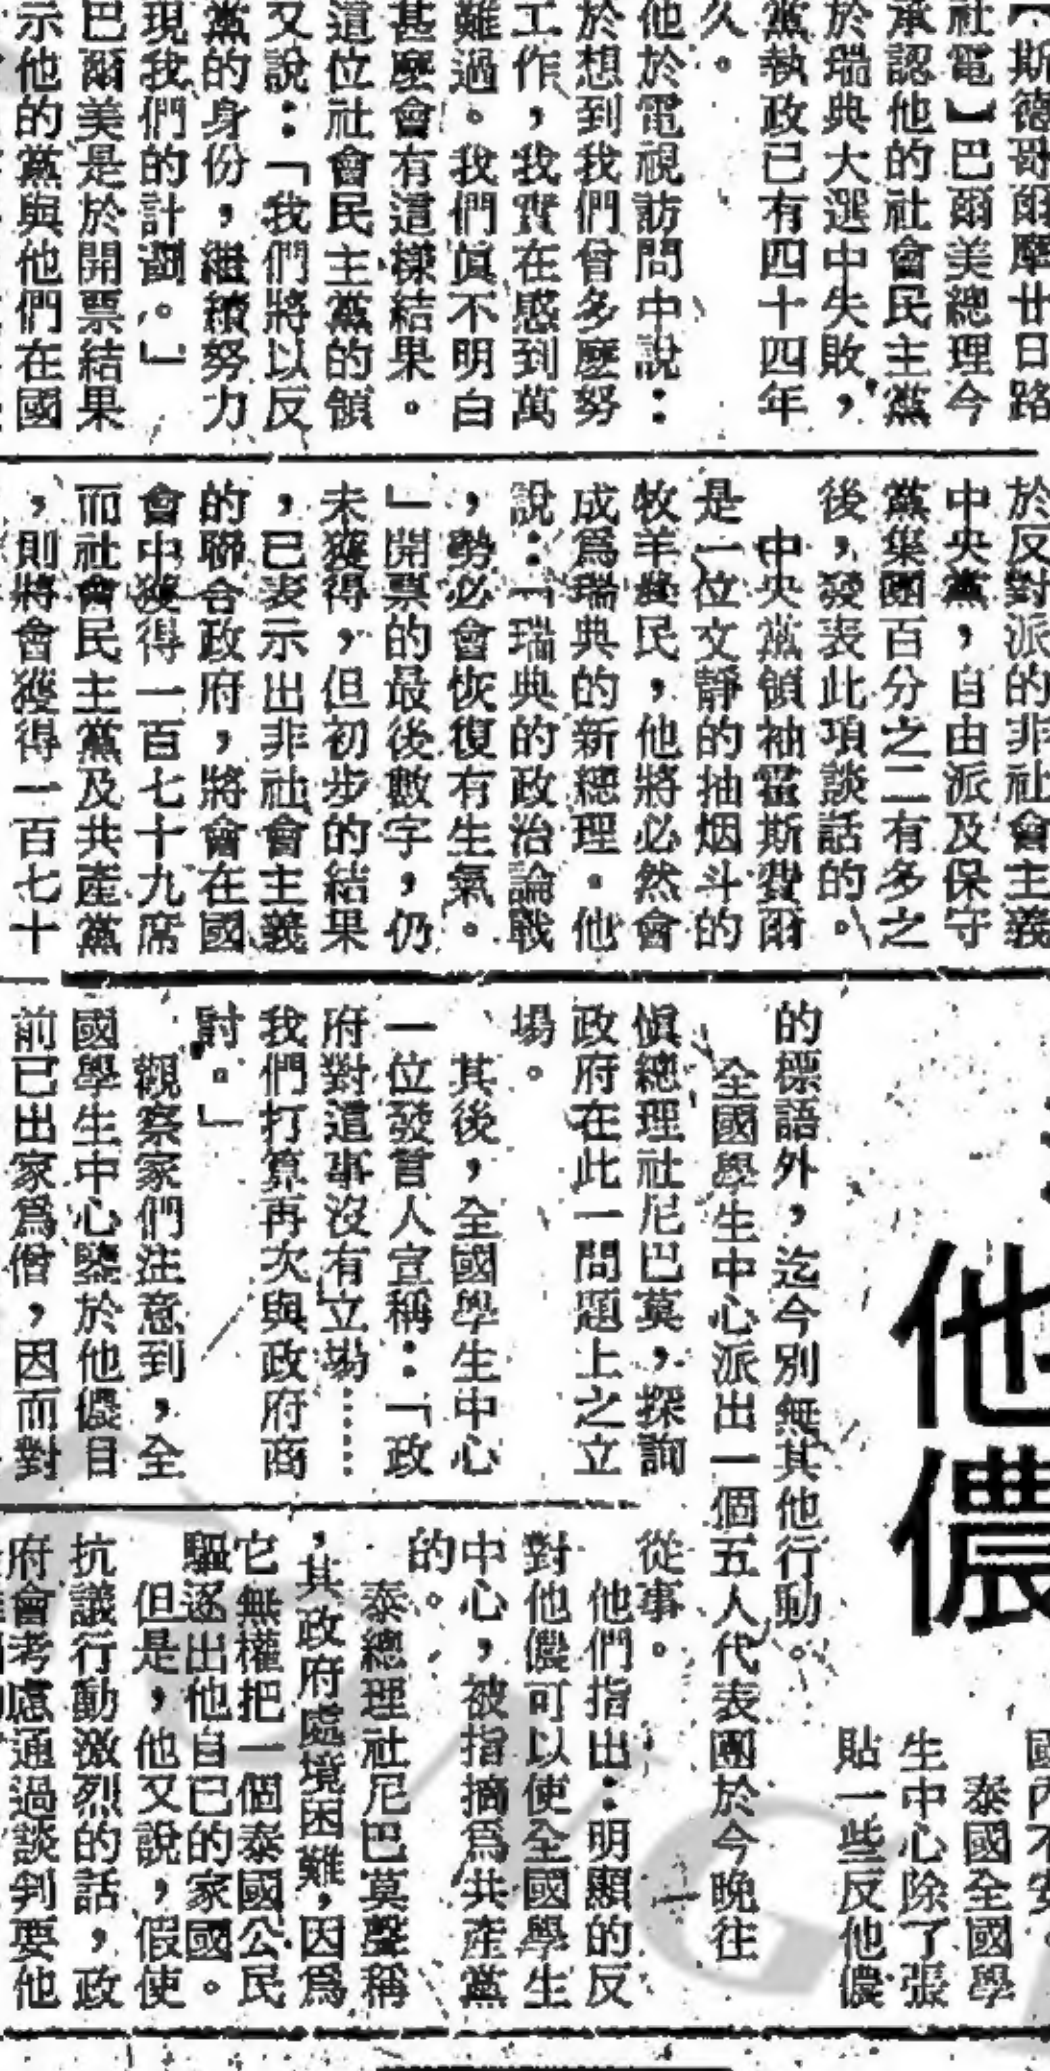 【斯德哥爾摩廿日路
社電】巴爾美總理今
承認他的社會民主黨
於瑞典大選中失敗，
黨執政已有四十四年
久。
他於電視訪問中說：
於想到我們曾多麼努
工作，我實在感到萬
難過。我們眞不明白
甚麼會有這樣結果。
這位社會民主黨的領
又說：「我們將以反
黨的身份，繼續努力
現我們的計劃。」
巴爾美是於開票結果
示他的黨與他們在國
於反對派的非社會主義
中央黨，自由派及保守
黨集團百分之二有多之
後，發表此項談話的。
中央黨領袖霍斯費爾
是一位文靜的抽烟斗的
牧羊農民，他將必然會
成爲瑞典的新總理。他
說：「瑞典的政治論戰
，勢必會恢復有生氣。
」開票的最後數字，仍
未獲得，但初步的結果
，已表示出非社會主義
的聯合政府，將會在國
會中獲得一百七十九席
而社會民主黨及共產黨
，則將會獲得一百七十
他儂
國內不安。
泰國全國學
生中心除了張
貼一些反他儂
的標語外，迄今別無其他行動。
全國學生中心派出一個五人代表團於今晚往
愼總理社尼巴莫，探詢
政府在此一問題上之立
場。
其後，全國學生中心
一位發言人宣稱：「政
府對這事沒有立場……
我們打算再次與政府商
討。」
觀察家們注意到，全
國學生中心鑒於他儂目
前已出家爲僧，因而對
從事。
他們指出：明顯的反
對他儂可以使全國學生
中心，被指摘爲共產黨
的。
泰總理社尼巴莫聲稱
，其政府處境困難，因爲
它無權把一個泰國公民
驅逐出他自己的家國。
但是，他又說，假使
抗議行動激烈的話，政
府會考慮通過談判要他